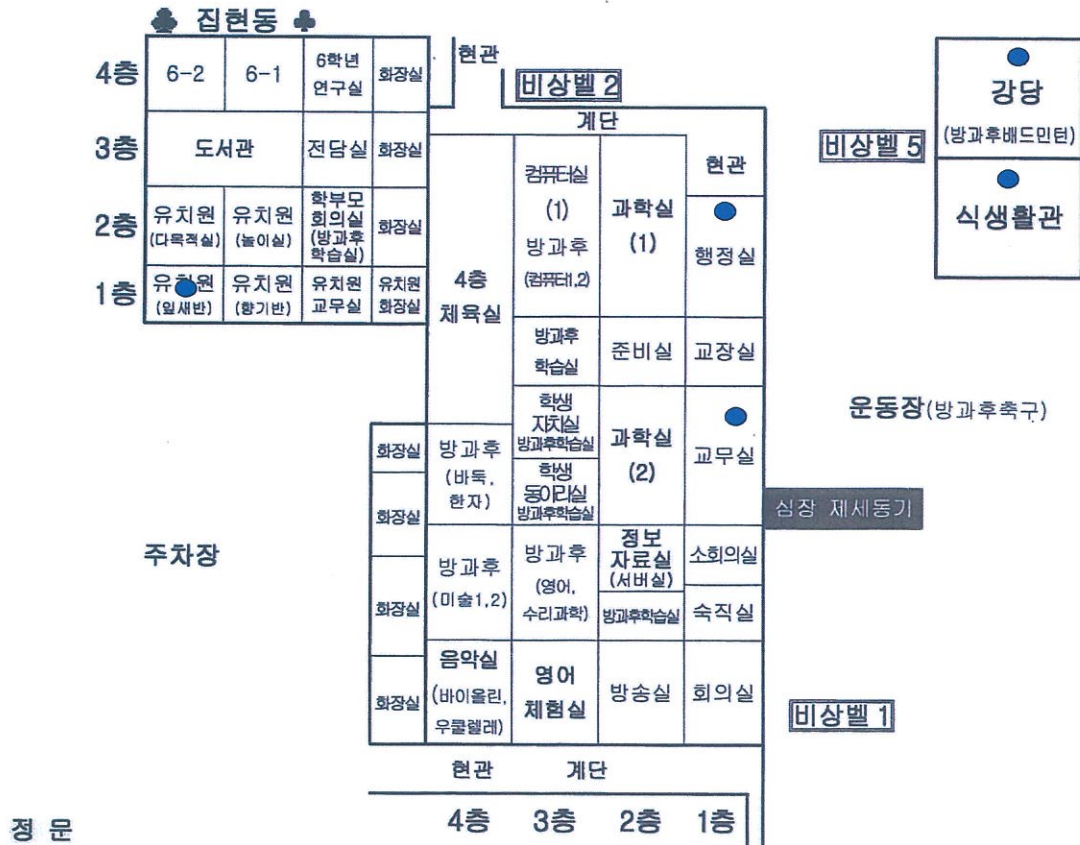 ♣ 집현동 ♣
4층
6-2
6-1
6학년
연구실
화장실
3층
도서관
전담실
화장실
2층
유치원
(다목적실)
유치원
(놀이실)
학부모
회의실
(방과후
학습실)
화장실
1층
유치원
(잎새반)
유치원
(향기반)
유치원
교무실
유치원
화장실
현관
비상벨 2
계단
4층
체육실
컴퓨터실
(1)
방과후
(컴퓨터1,2)
과학실
(1)
현관
행정실
방과후
학습실
준비실
교장실
학생
자치실
방과후학습실
학생
동아리실
방과후학습실
과학실
(2)
교무실
화장실
화장실
방과후
(바둑,
한자)
화장실
방과후
(미술1,2)
방과후
(영어,
수리과학)
정보
자료실
(서버실)
방과후학습실
소회의실
숙직실
화장실
음악실
(바이올린,
우쿨렐레)
영어
체험실
방송실
회의실
현관
계단
4층
3층
2층
1층
비상벨 5
강당
(방과후배드민턴)
식생활관
운동장(방과후축구)
심장 제세동기
비상벨 1
주차장
정 문